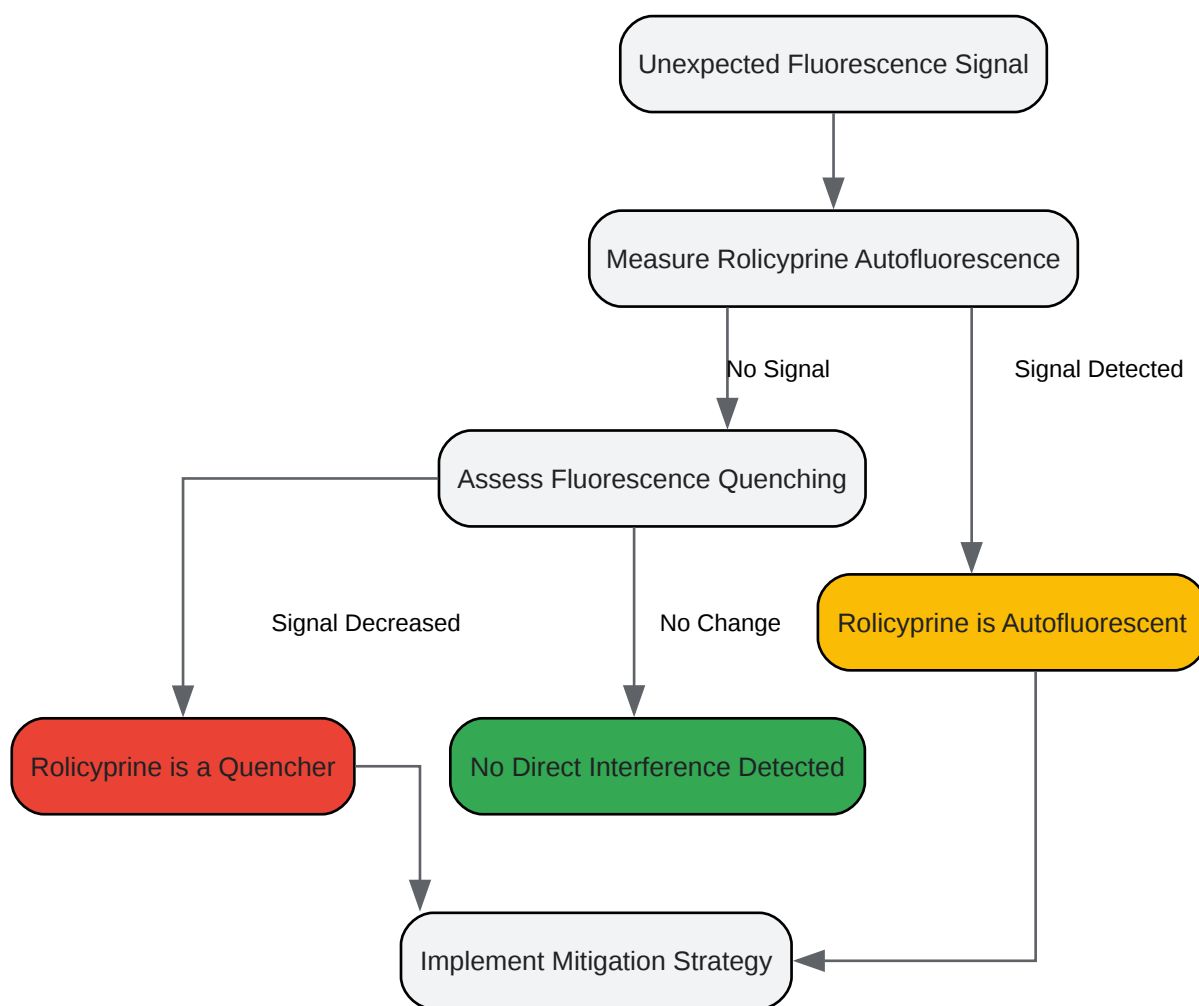 Unexpected Fluorescence Signal
Measure Rolicyprine Autofluorescence
No Signal
Signal Detected
Assess Fluorescence Quenching
Signal Decreased
No Change
Rolicyprine is Autofluorescent
Rolicyprine is a Quencher
No Direct Interference Detected
Implement Mitigation Strategy